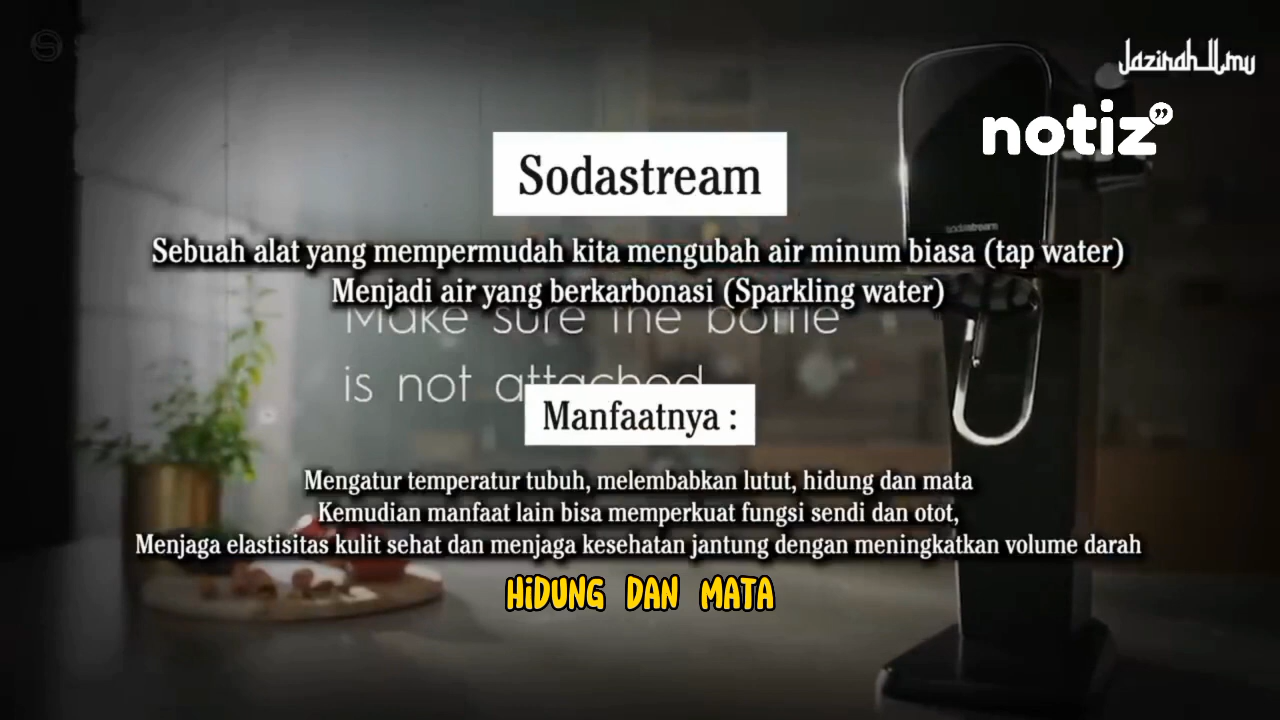 Jazirah Ilmu
notiz”
Sodastream
Sebuah alat yang mempermudah kita mengubah air minum biasa (tap water)
Menjadi air yang berkarbonasi (Sparkling water)
sodastream
Make sure the bottle
is not attached
Manfaatnya :
Mengatur temperatur tubuh, melembabkan lutut, hidung dan mata
Kemudian manfaat lain bisa memperkuat fungsi sendi dan otot,
Menjaga elastisitas kulit sehat dan menjaga kesehatan jantung dengan meningkatkan volume darah
HiDUNG DAN MATA